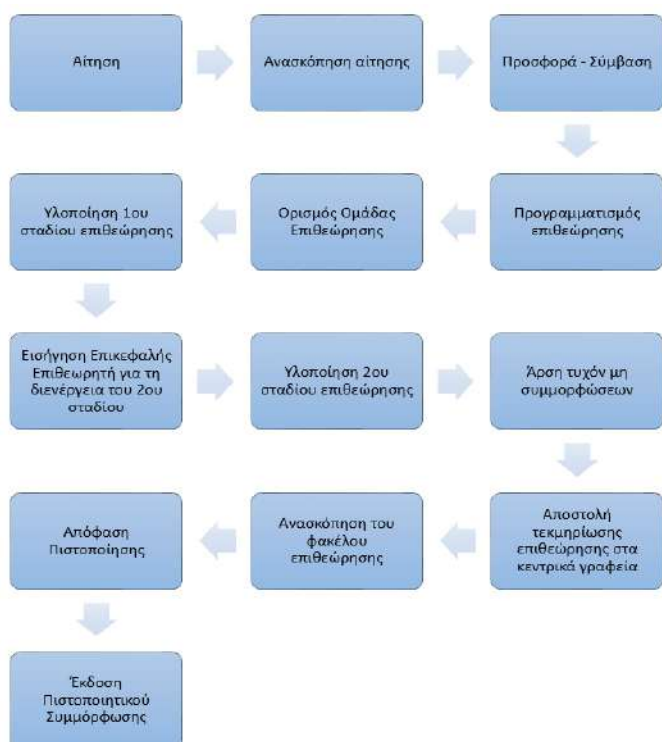 Αίτηση
Ανασκόπηση αίτησης
Προσφορά - Σύμβαση
Προγραμματισμός
επιθεώρησης
Ορισμός Ομάδας
Επιθεώρησης
Υλοποίηση 1ου
σταδίου επιθεώρησης
Εισήγηση Επικεφαλής
Επιθεωρητή για τη
διενέργεια του 2ου
σταδίου
Υλοποίηση 2ου
σταδίου επιθεώρησης
Άρση τυχόν μη
συμμορφώσεων
Αποστολή
τεκμηρίωσης
επιθεώρησης στα
κεντρικά γραφεία
Ανασκόπηση του
φακέλου
επιθεώρησης
Απόφαση
Πιστοποίησης
Έκδοση
Πιστοποιητικού
Συμμόρφωσης